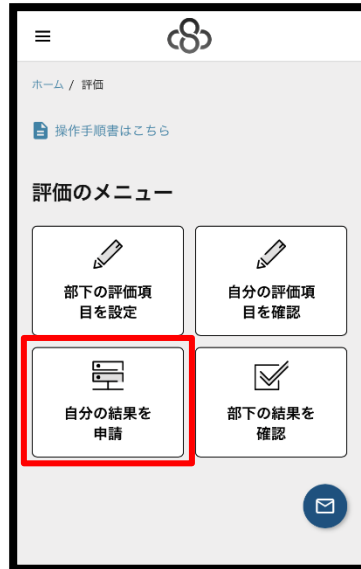 ホーム / 評価
操作手順書はこちら
評価のメニュー
部下の評価項
目を設定
自分の評価項
目を確認
自分の結果を
申請
部下の結果を
確認